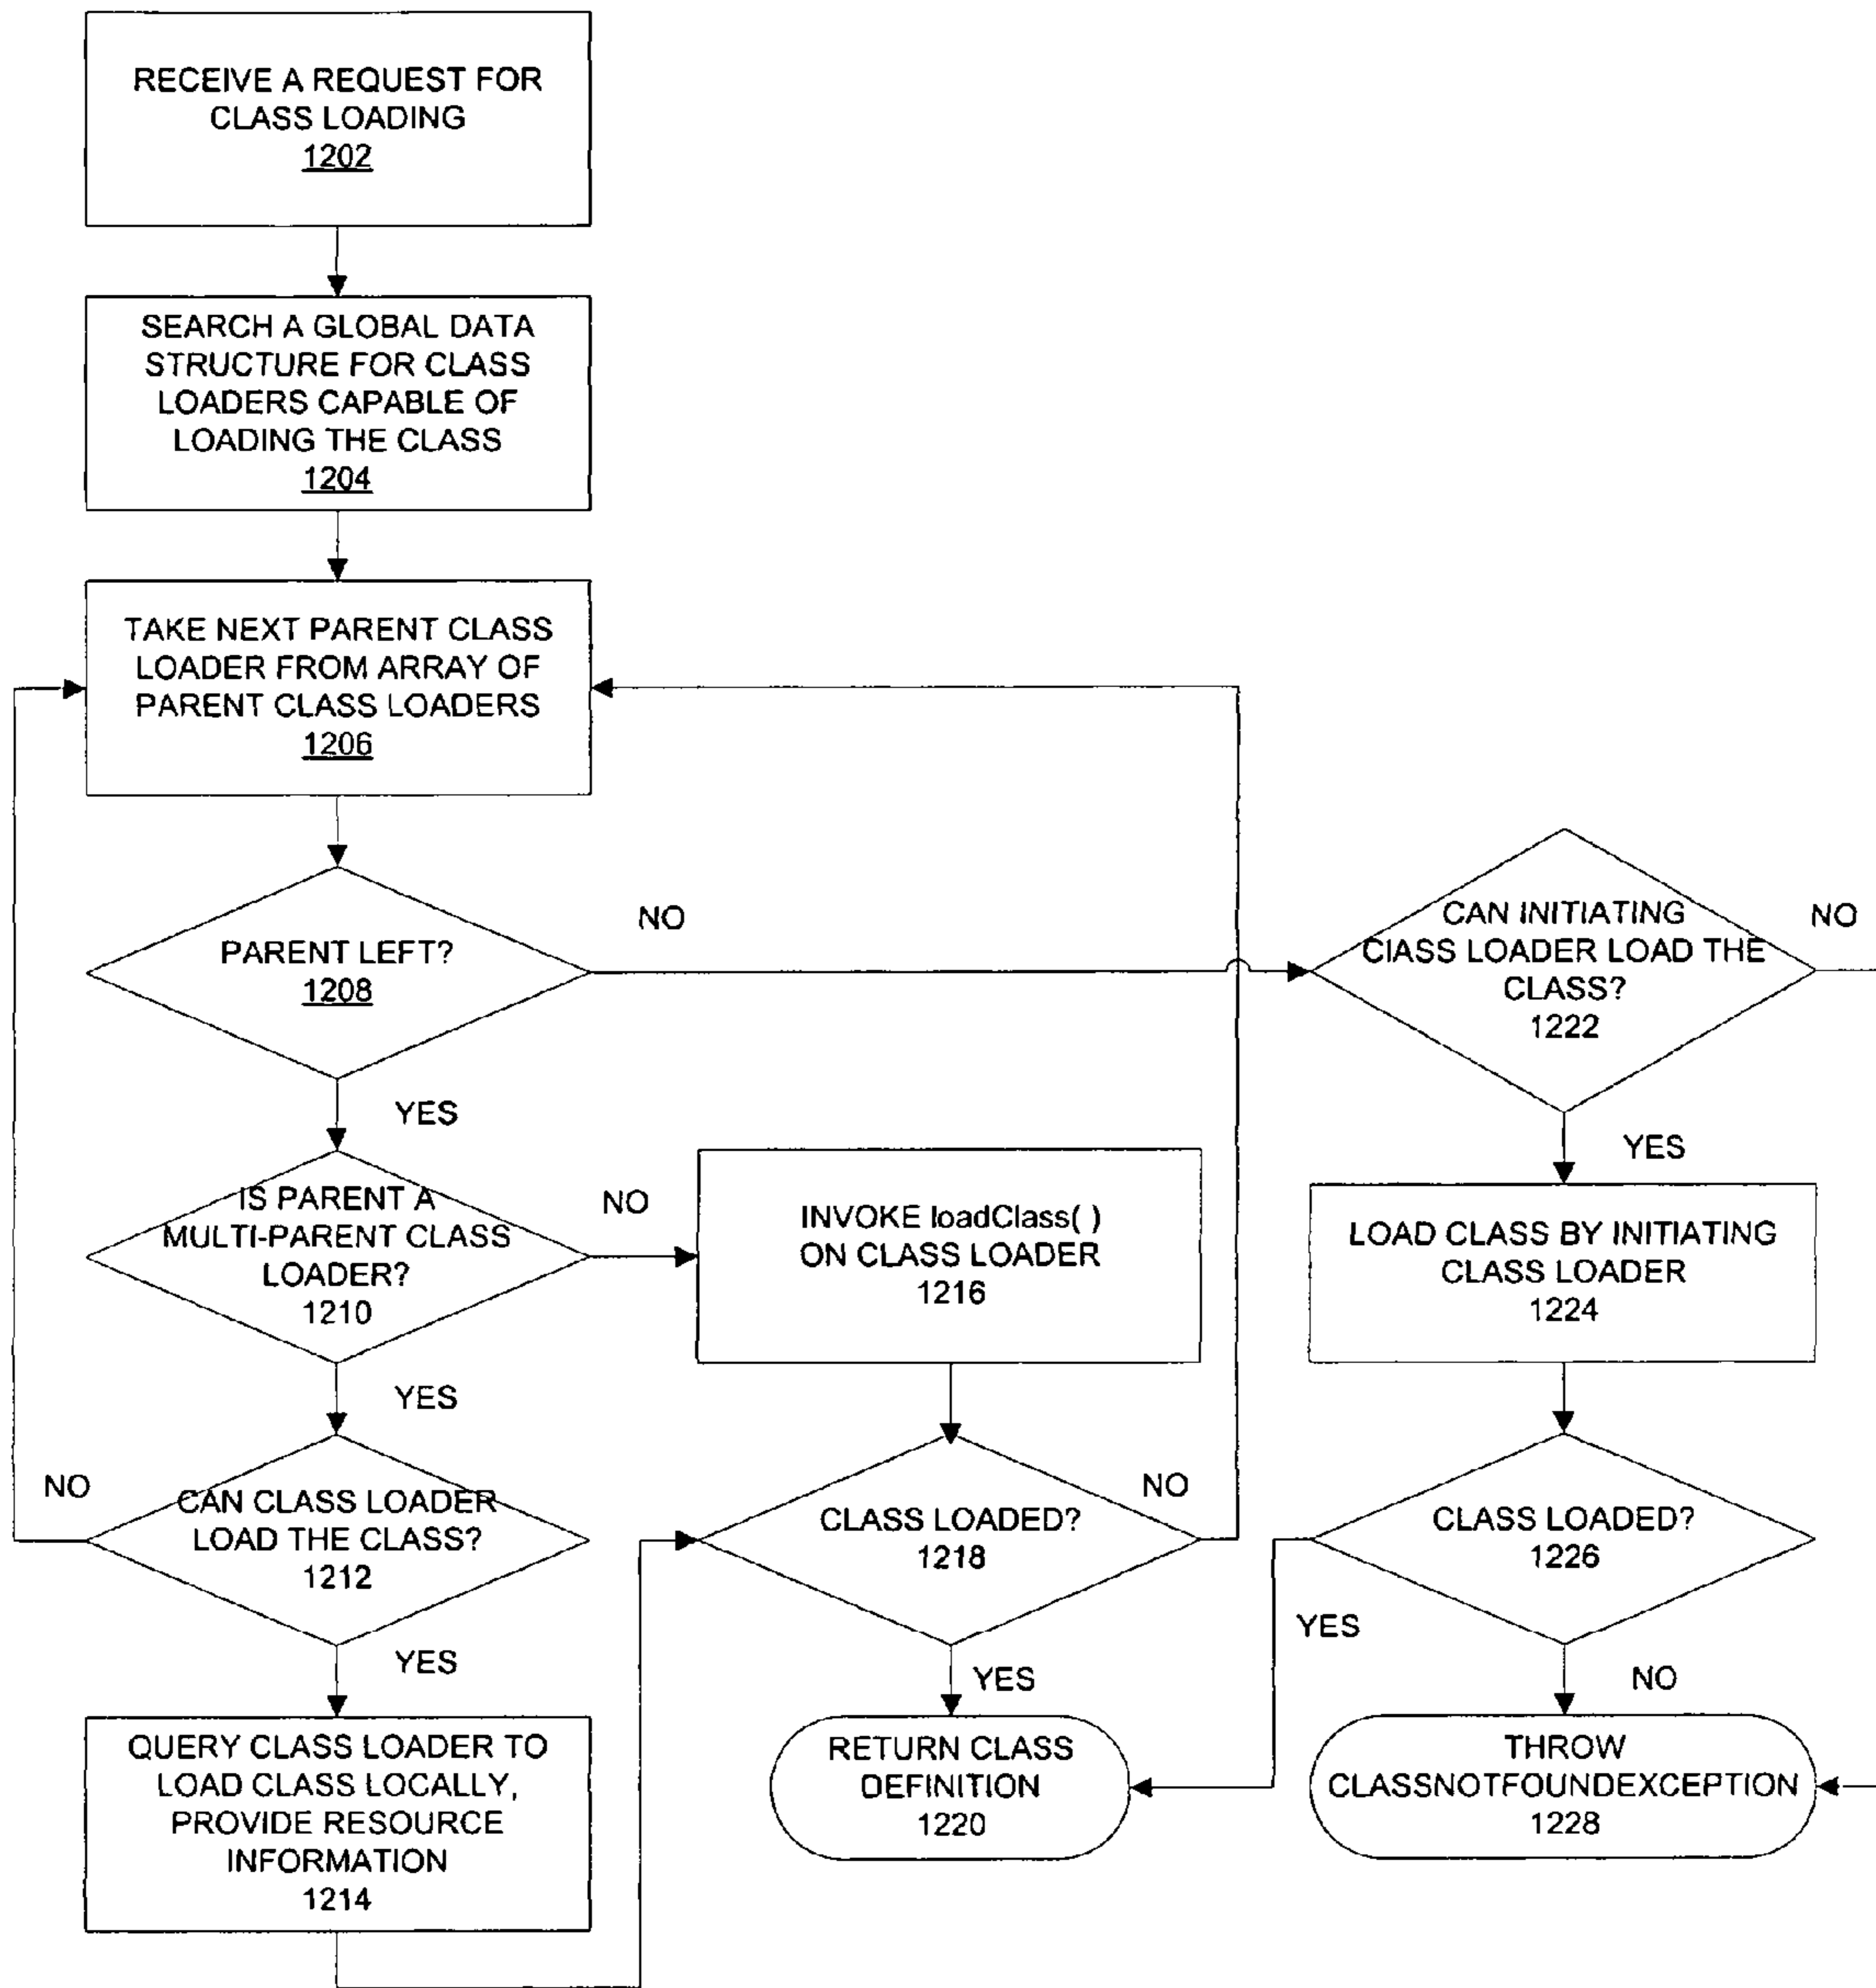 RECEIVE A REQUEST FOR
CLASS LOADING
1202
SEARCH A GLOBAL DATA
STRUCTURE FOR CLASS
LOADERS CAPABLE OF
LOADING THE CLASS
1204
TAKE NEXT PARENT CLASS
LOADER FROM ARRAY OF
PARENT CLASS LOADERS
1206
PARENT LEFT?
1208
NO
YES
IS PARENT A
MULTI-PARENT CLASS
LOADER?
1210
NO
YES
INVOKE loadClass( )
ON CLASS LOADER
1216
CAN CLASS LOADER
LOAD THE CLASS?
1212
NO
YES
QUERY CLASS LOADER TO
LOAD CLASS LOCALLY,
PROVIDE RESOURCE
INFORMATION
1214
CLASS LOADED?
1218
NO
YES
RETURN CLASS
DEFINITION
1220
CAN INITIATING
ClASS LOADER LOAD THE
CLASS?
1222
NO
YES
LOAD CLASS BY INITIATING
CLASS LOADER
1224
CLASS LOADED?
1226
YES
NO
THROW
CLASSNOTFOUNDEXCEPTION
1228